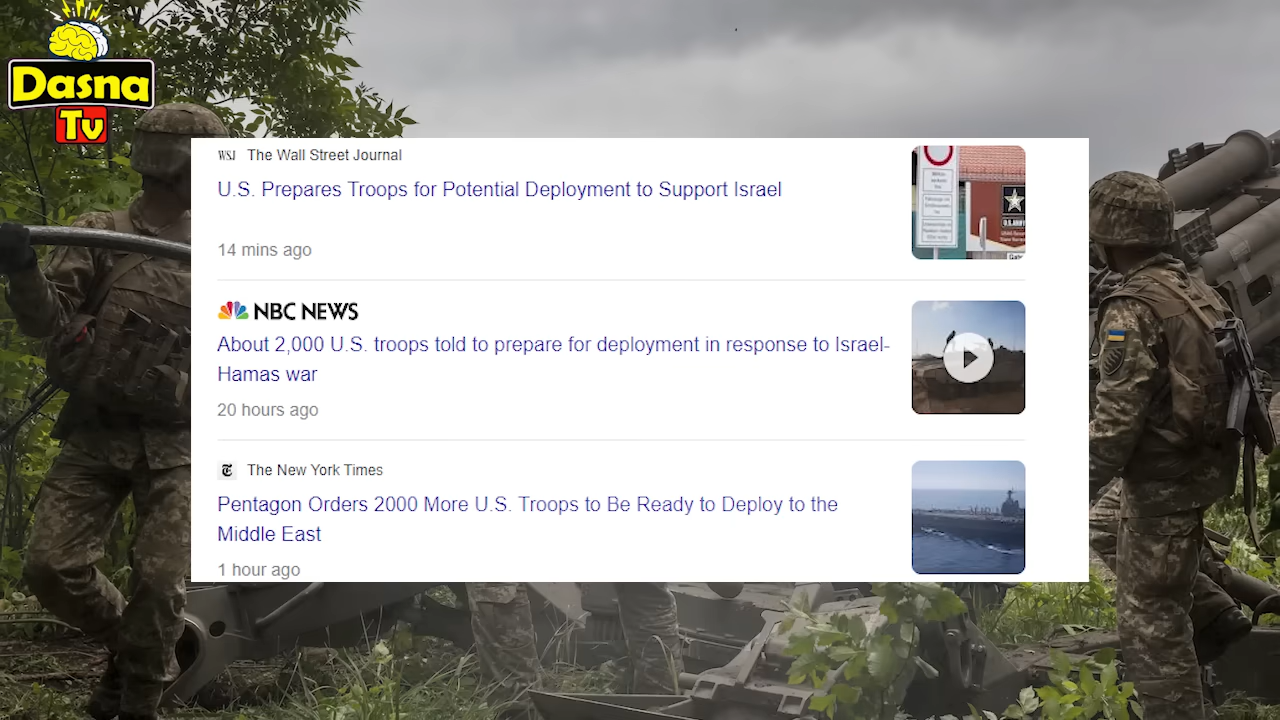 Dasna
Tv
WSJ The Wall Street Journal
U.S. Prepares Troops for Potential Deployment to Support Israel
14 mins ago
NBC NEWS
About 2,000 U.S. troops told to prepare for deployment in response to Israel-
Hamas war
20 hours ago
The New York Times
Pentagon Orders 2000 More U.S. Troops to Be Ready to Deploy to the
Middle East
1 hour ago
U.S. ARMY